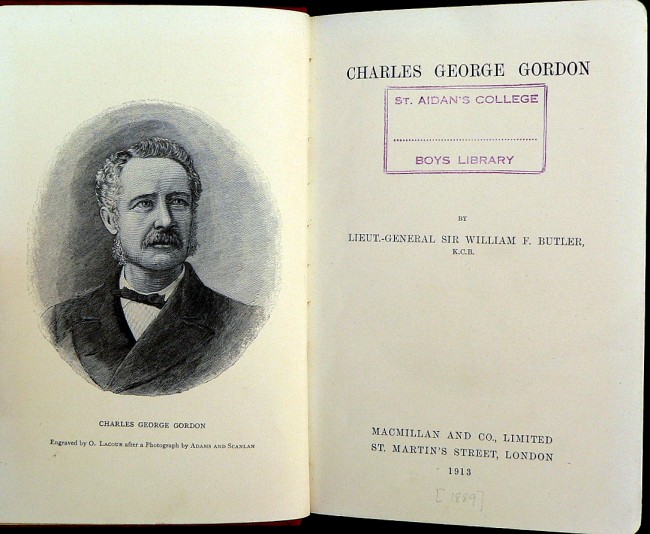 CHARLES GEORGE GORDON
Engraved by O. LACOUR after a Photograph by ADAMS AND SCANLAN
CHARLES GEORGE GORDON
ST. AIDAN'S COLLEGE
BOYS LIBRARY
BY
LIEUT.-GENERAL SIR WILLIAM F. BUTLER,
K.C.B.
MACMILLAN AND CO., LIMITED
ST. MARTIN'S STREET, LONDON
1913
[1889]